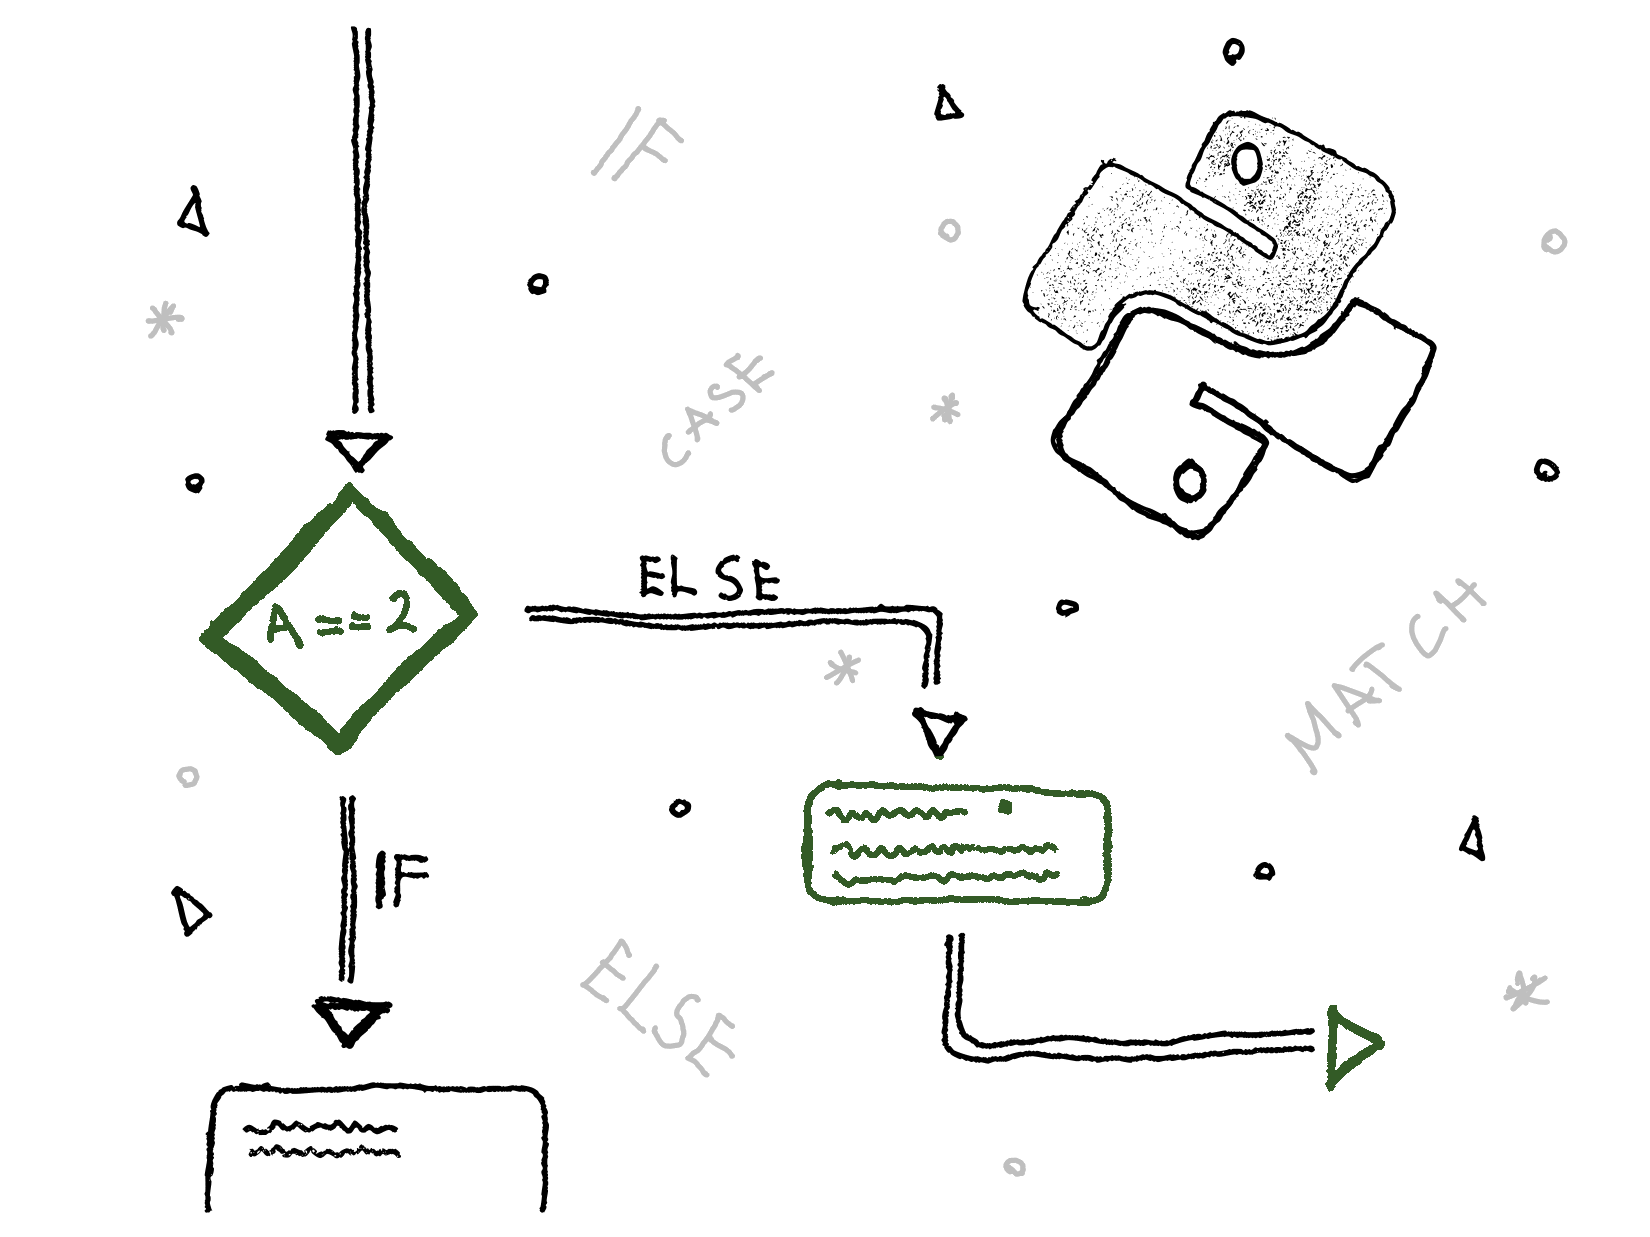 IF
CASE
ELSE
A == 2
MATCH
IF
ELSE